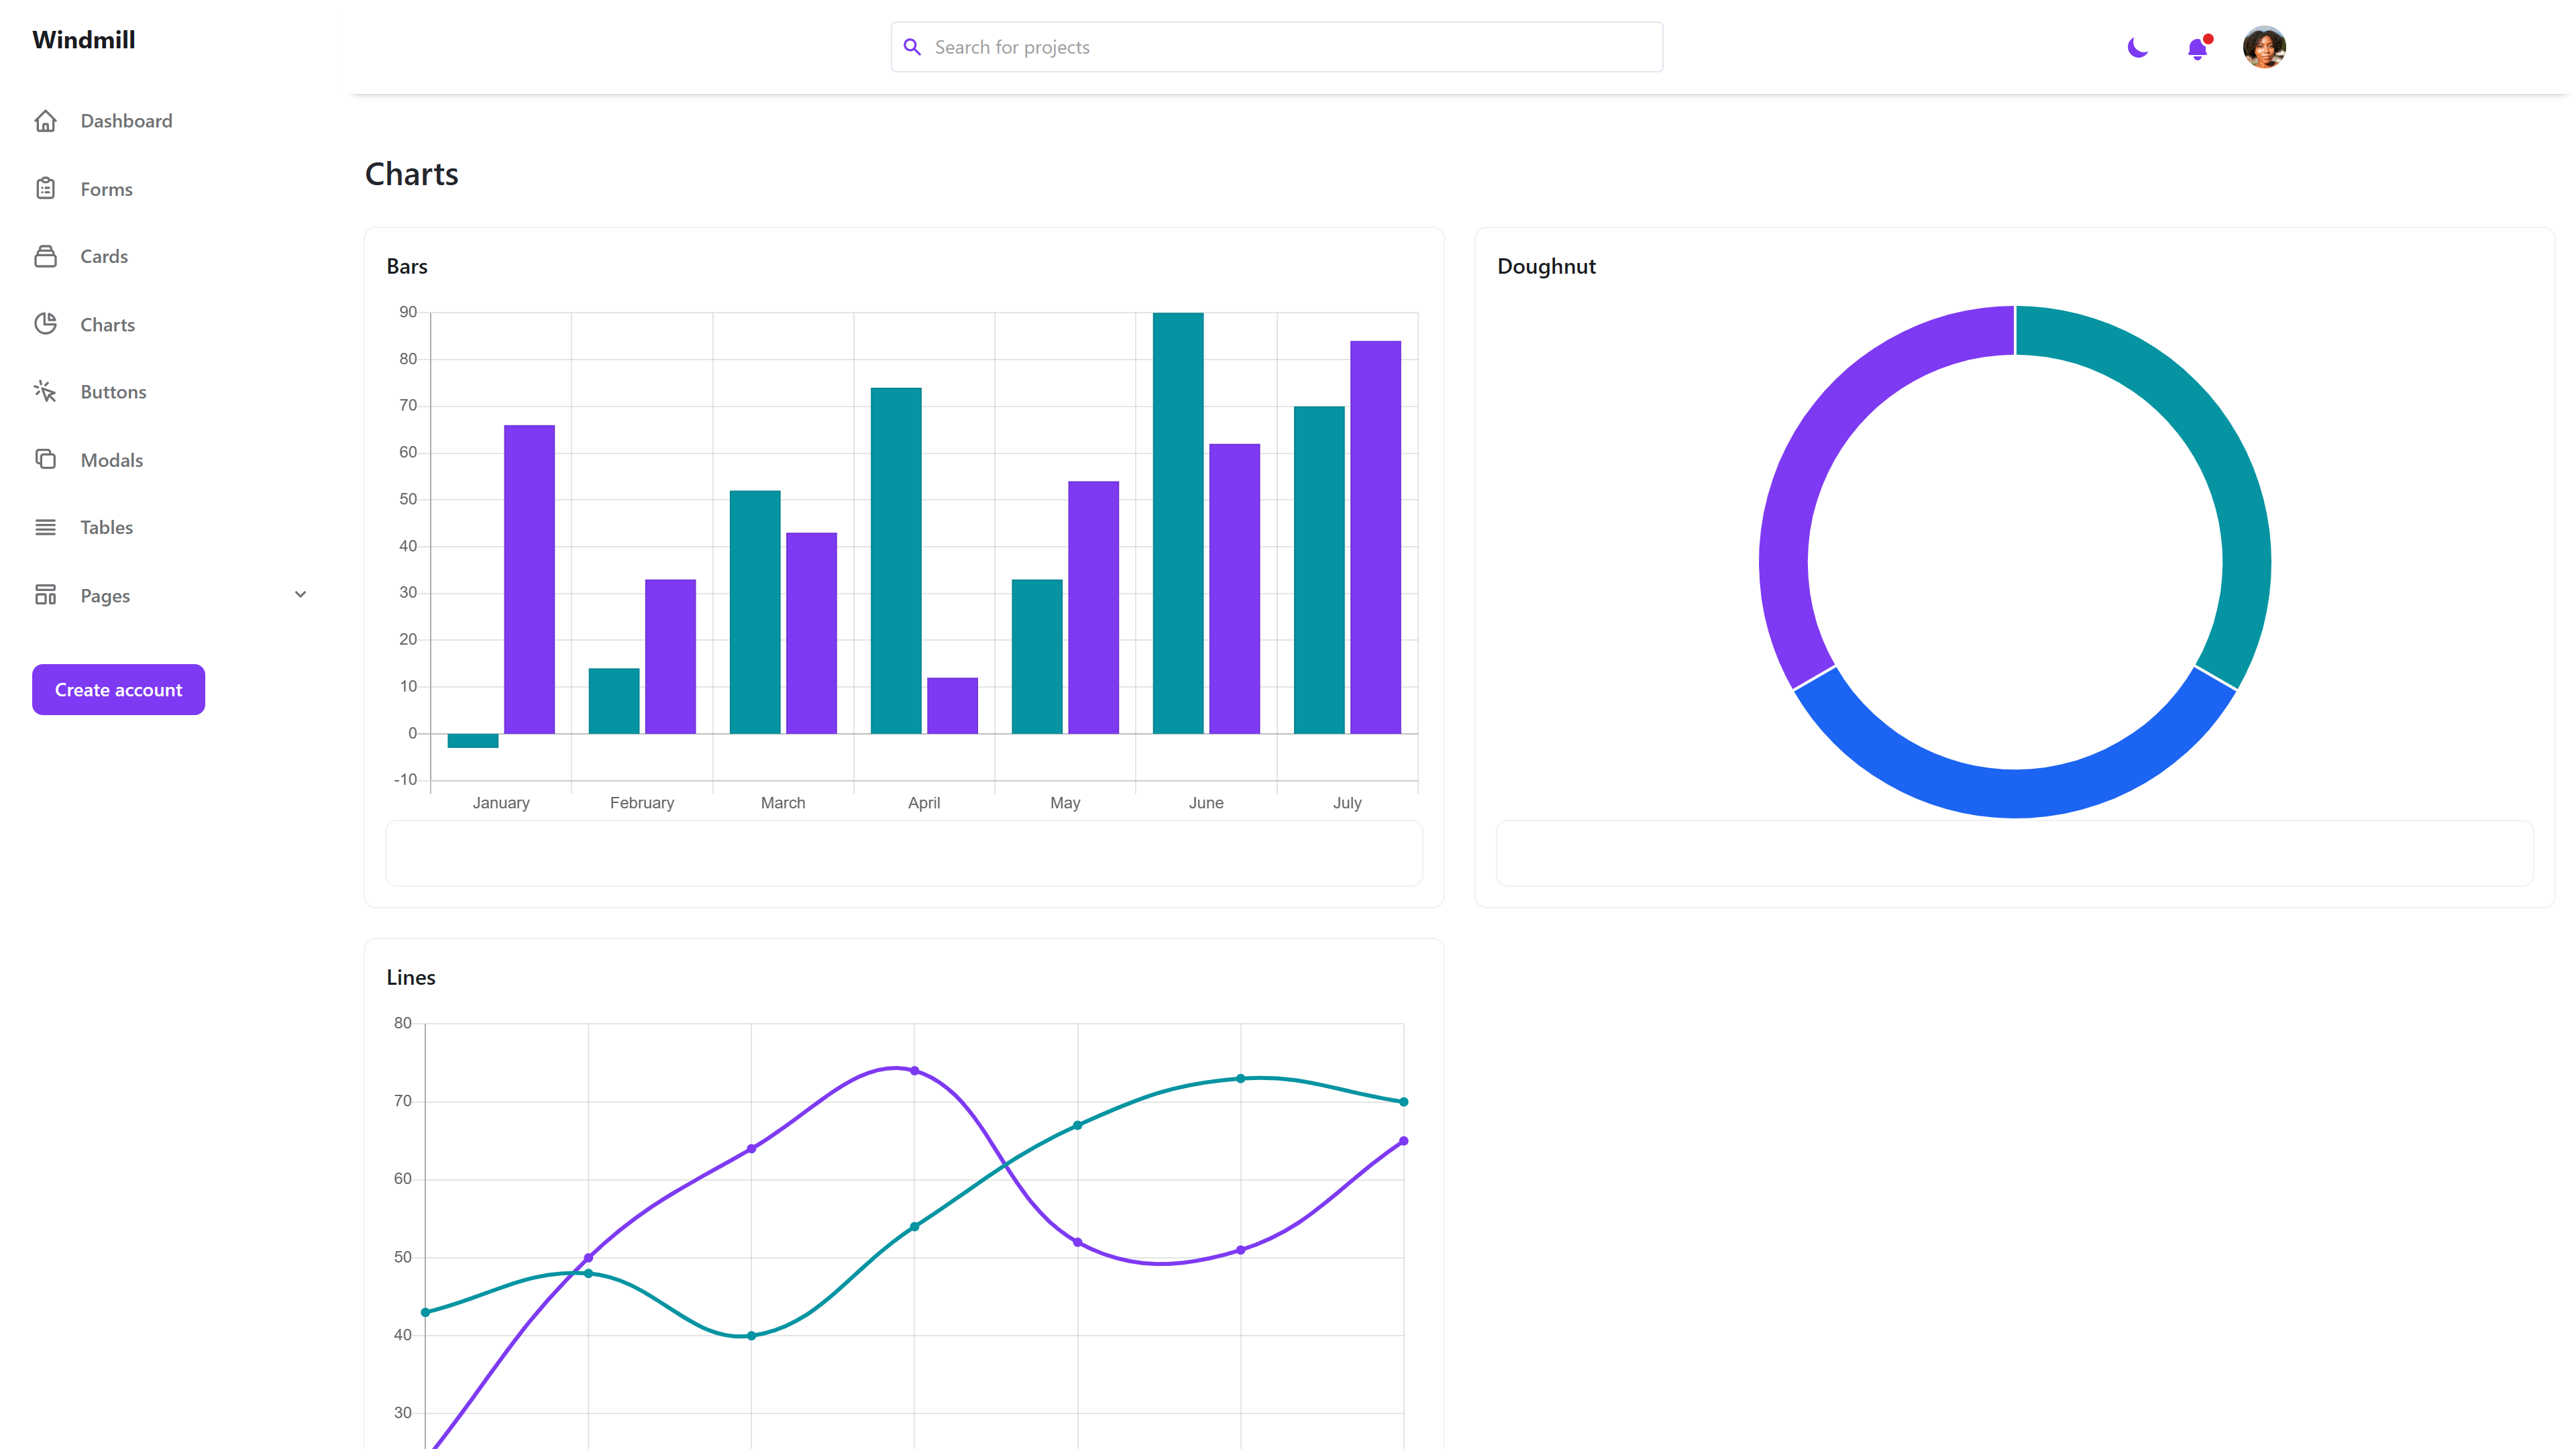 Windmill
Search for projects
Dashboard
Forms
Cards
Charts
Buttons
Modals
Tables
Pages
Create account
Charts
Bars
90
80
70
60
50
40
30
20
10
0
-10
January February March April May June July
Doughnut
Lines
80
70
60
50
40
30